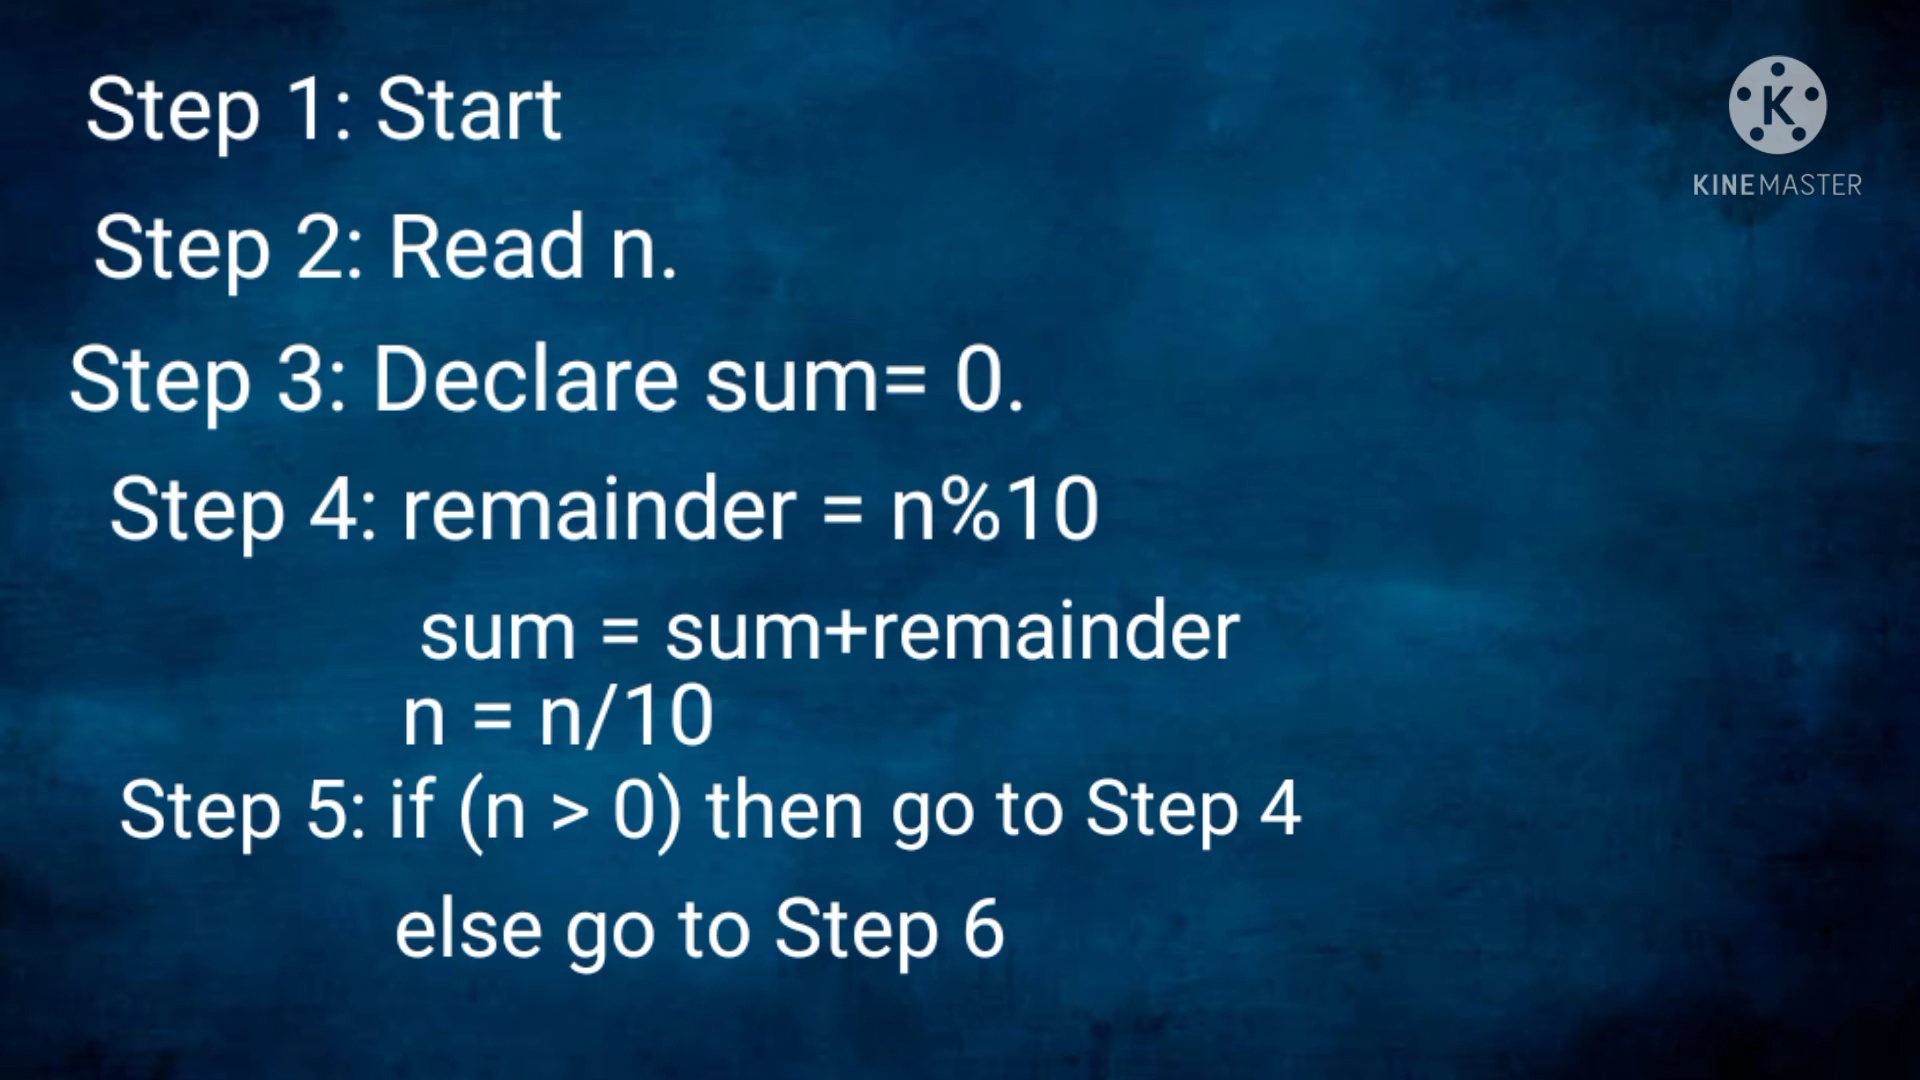 Step 1: Start
K
KINEMASTER
Step 2: Read n.
Step 3: Declare sum= 0.
Step 4: remainder = n%10
sum = sum+remainder
n = n/10
Step 5: if (n > 0) then go to Step 4
else go to Step 6